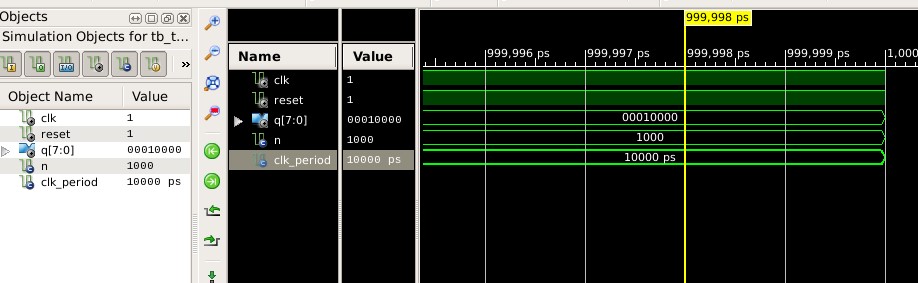 Objects
Simulation Objects for tb_t...
»
Object Name Value
clk 1
reset 1
q[7:0] 00010000
n 1000
clk_period 10000 ps
Name Value
clk 1
reset 1
q[7:0] 00010000
n 1000
clk_period 10000 ps
999,998 ps
999,996 ps 999,997 ps 999,998 ps 999,999 ps 1,000
00010000
1000
10000 ps